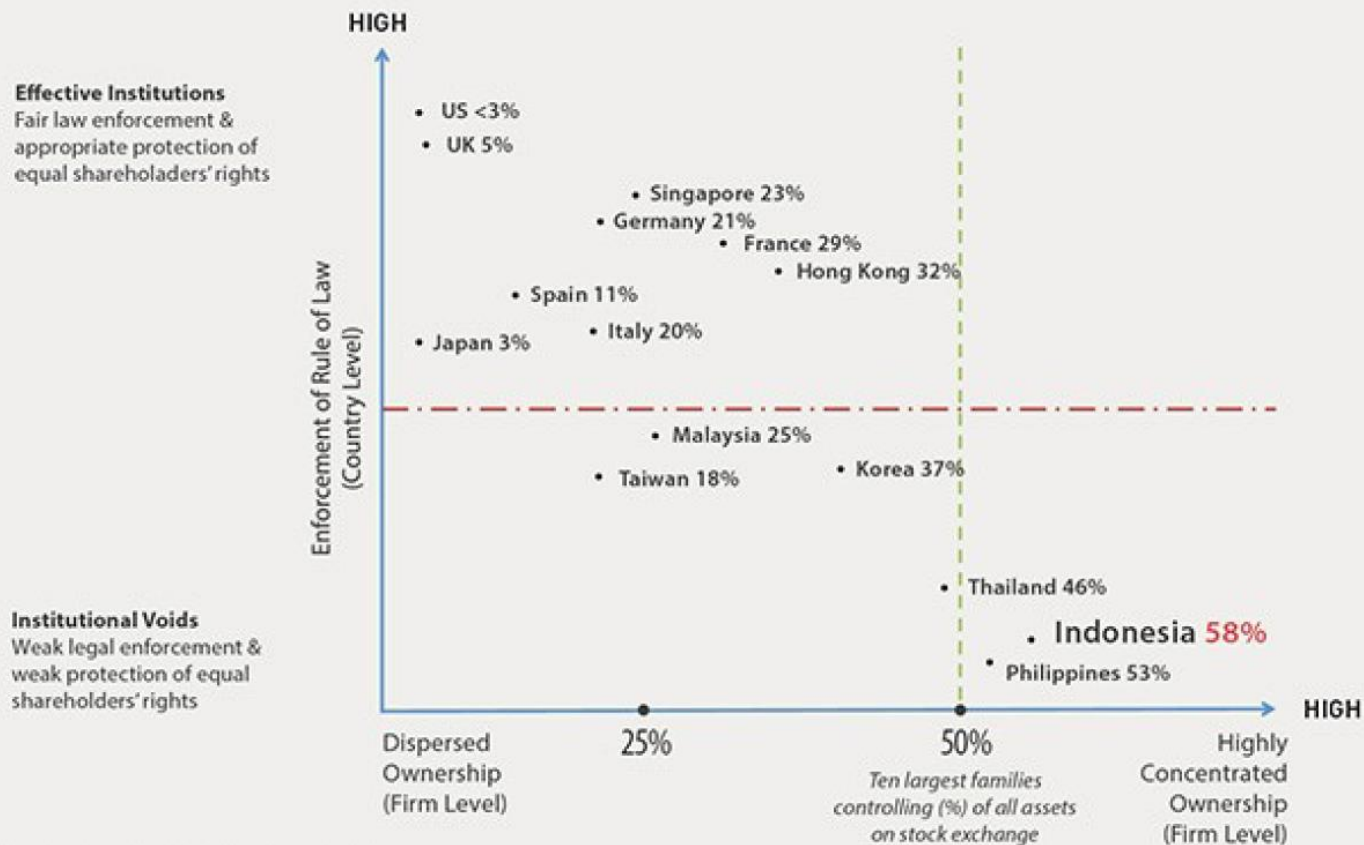 HIGH
Effective Institutions
Fair law enforcement &
appropriate protection of
equal shareholaders' rights
US <3%
UK 5%
Singapore 23%
Germany 21%
France 29%
Hong Kong 32%
Spain 11%
Italy 20%
Japan 3%
Enforcement of Rule of Law
(Country Level)
Malaysia 25%
Korea 37%
Taiwan 18%
Thailand 46%
Institutional Voids
Weak legal enforcement &
weak protection of equal
shareholders' rights
Indonesia 58%
Philippines 53%
HIGH
Dispersed
Ownership
(Firm Level)
25%
50%
Ten largest families
controlling (%) of all assets
on stock exchange
Highly
Concentrated
Ownership
(Firm Level)